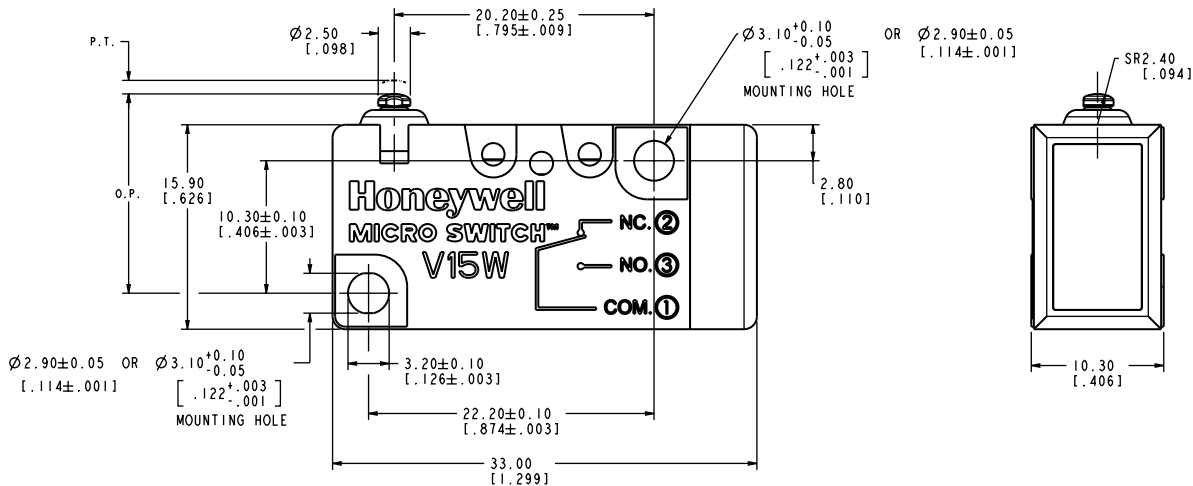 20.20±0.25
[.795±.009]
P.T.
Ø2.50
[.098]
Ø3.10+0.10
-0.05
OR Ø2.90±0.05
[.114±.001]
[.122+.003
-.001]
MOUNTING HOLE
SR2.40
[.094]
O.P.
15.90
[.626]
10.30±0.10
[.406±.003]
2.80
[.110]
Honeywell
MICRO SWITCH™
V15W
NC.②
NO.③
COM.①
Ø2.90±0.05 OR Ø3.10+0.10
-0.05
[.114±.001]
[.122+.003
-.001]
MOUNTING HOLE
3.20±0.10
[.126±.003]
10.30
[.406]
22.20±0.10
[.874±.003]
33.00
[1.299]